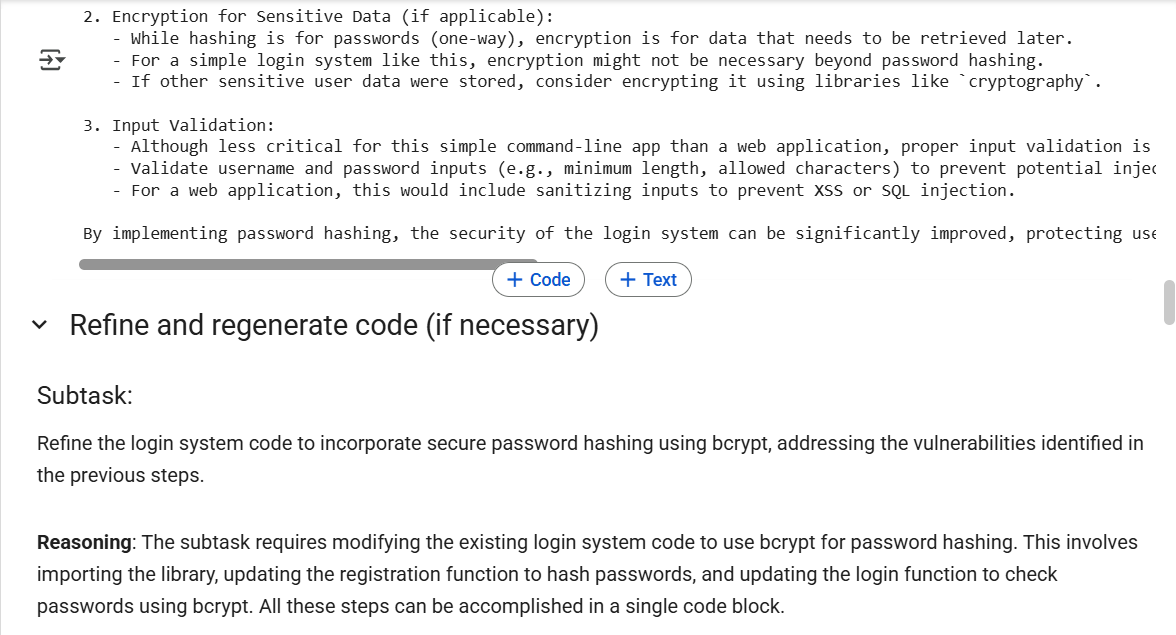 2. Encryption for Sensitive Data (if applicable):
- While hashing is for passwords (one-way), encryption is for data that needs to be retrieved later.
- For a simple login system like this, encryption might not be necessary beyond password hashing.
- If other sensitive user data were stored, consider encrypting it using libraries like `cryptography`.
3. Input Validation:
- Although less critical for this simple command-line app than a web application, proper input validation is
- Validate username and password inputs (e.g., minimum length, allowed characters) to prevent potential injec
- For a web application, this would include sanitizing inputs to prevent XSS or SQL injection.
By implementing password hashing, the security of the login system can be significantly improved, protecting use
+ Code + Text
Refine and regenerate code (if necessary)
Subtask:
Refine the login system code to incorporate secure password hashing using bcrypt, addressing the vulnerabilities identified in
the previous steps.
Reasoning: The subtask requires modifying the existing login system code to use bcrypt for password hashing. This involves
importing the library, updating the registration function to hash passwords, and updating the login function to check
passwords using bcrypt. All these steps can be accomplished in a single code block.